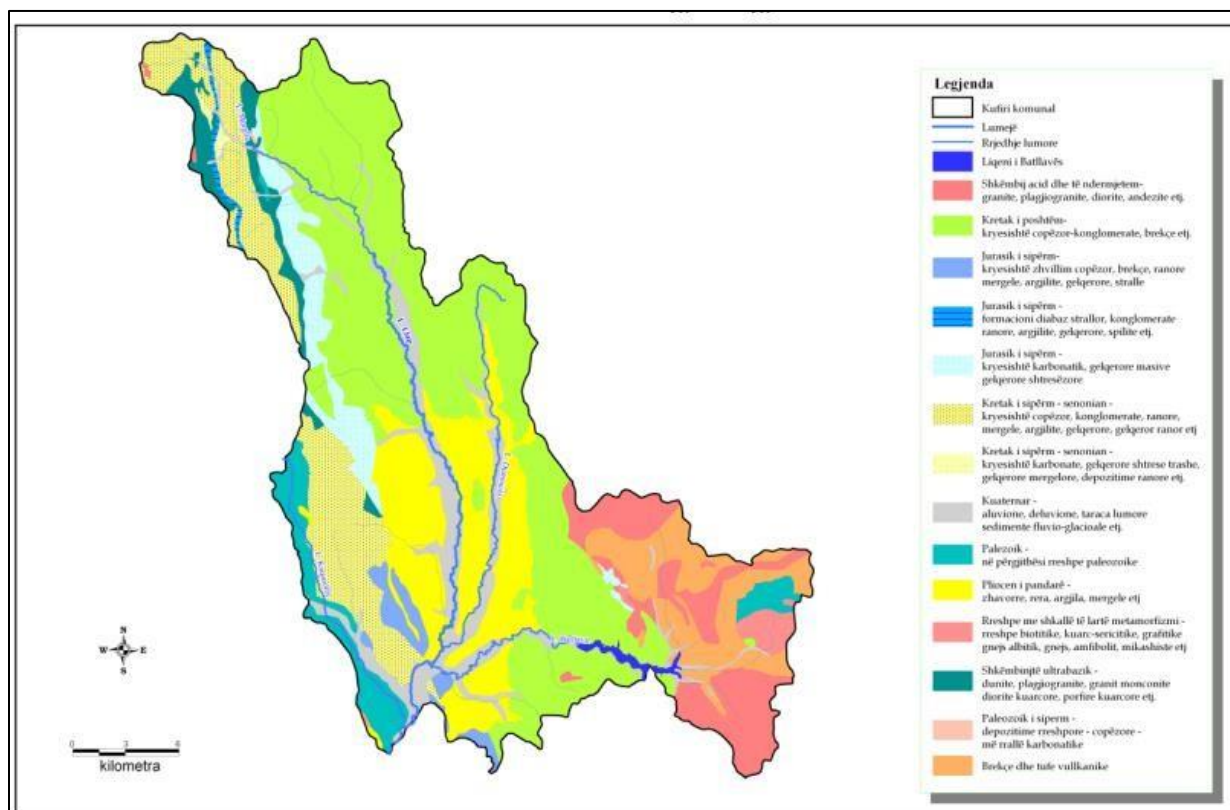 Legjenda
Kufiri komunal
Lumejë
Rrjedhje lumore
Liqeni i Batllavës
Shkëmbij acid dhe të ndermjetem-
granite, plagjiogranite, diorite, andezite etj.
Kretak i poshtëm-
kryesishtë copëzor-konglomerate, brekçe etj.
Jurasik i sipërm-
kryesishtë zhvillim copëzor, brekçe, ranore
mergele, argjilite, gelqerore, stralle
Jurasik i sipërm -
formacioni diabaz strallor, konglomerate
ranore, argjilite, gelqerore, spilite etj.
Jurasik i sipërm -
kryesishtë karbonatik, gelqerore masive
gelqerore shtresëzore
Kretak i sipërm - senonian -
kryesishtë copëzor, konglomerate, ranore,
mergele, argjilite, gelqerore, gelqeror ranor etj
Kretak i sipërm - senonian -
kryesishtë karbonate, gelqerore shtrese trashe,
gelqerore mergelore, depozitime ranore etj.
Kuaternar -
aluvione, deluvione, taraca lumore
sedimente fluvio-glacioale etj.
Palezoik -
në përgjithësi rreshpe paleozoike
Pliocen i pandarë -
zhavorre, rera, argjila, mergele etj
Rreshpe me shkallë të lartë metamorfizmi -
rreshpe biotitike, kuarc-sericitike, grafitike
gnejs albitik, gnejs, amfibolit, mikashiste etj
Shkëmbinjtë ultrabazik -
dunite, plagjiogranite, granit monconite
diorite kuarcore, porfire kuarcore etj.
Paleozoik i siperm -
depozitime rreshpore - copëzore -
më rrallë karbonatike
Brekçe dhe tufe vullkanike
N
W E
S
0 3 6
kilometra
L. Llap